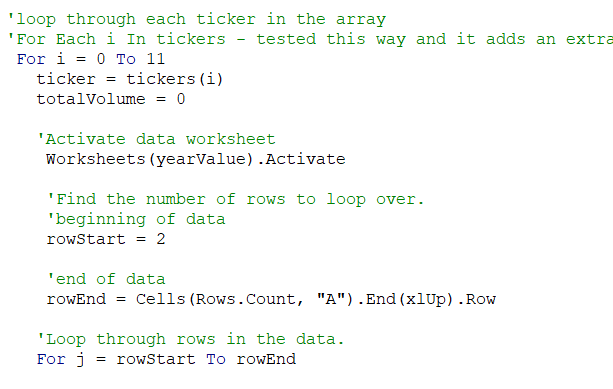 'loop through each ticker in the array
'For Each i In tickers - tested this way and it adds an extra
For i = 0 To 11
ticker = tickers(i)
totalVolume = 0
'Activate data worksheet
Worksheets(yearValue).Activate
'Find the number of rows to loop over.
'beginning of data
rowStart = 2
'end of data
rowEnd = Cells(Rows.Count, "A").End(xlUp).Row
'Loop through rows in the data.
For j = rowStart To rowEnd